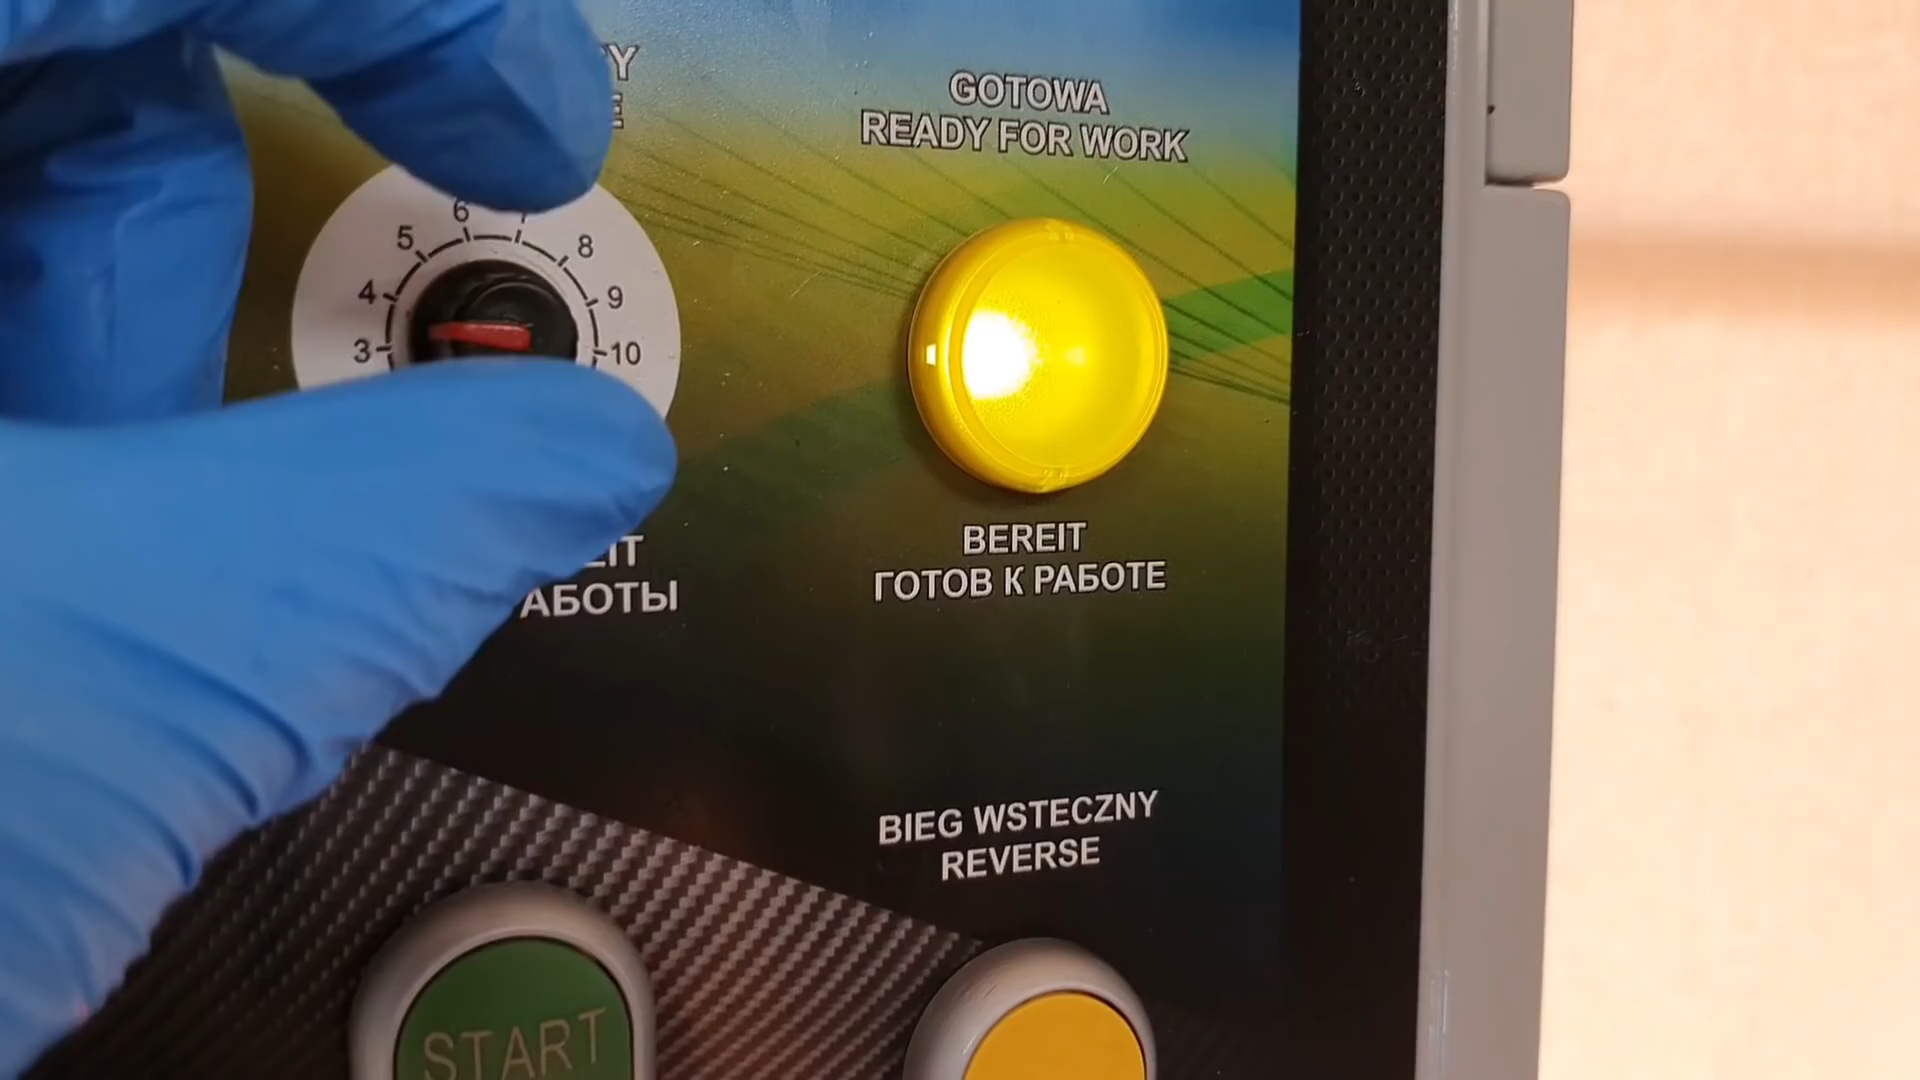 GOTOWA
READY FOR WORK
6
5
8
4
9
3
10
BEREIT
ГОТОВ К РАБОТЕ
BIEG WSTECZNY
REVERSE
START